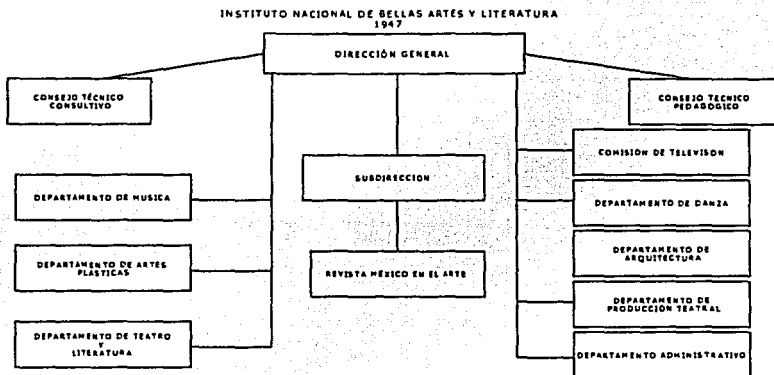 INSTITUTO NACIONAL DE BELLAS ARTES Y LITERATURA
1947
DIRECCIÓN GENERAL
CONSEJO TÉCNICO
CONSULTIVO
CONSEJO TECNICO
PEDAGOGICO
COMISIÓN DE TELEVISON
SUBDIRECCION
DEPARTAMENTO DE MUSICA
DEPARTAMENTO DE DANZA
DEPARTAMENTO DE
ARQUITECTURA
DEPARTAMENTO DE ARTES
PLASTICAS
REVISTA MÉXICO EN EL ARTE
DEPARTAMENTO DE
PRODUCCIÓN TEATRAL
DEPARTAMENTO DE TEATRO
Y
LITERATURA
DEPARTAMENTO ADMINISTRATIVO